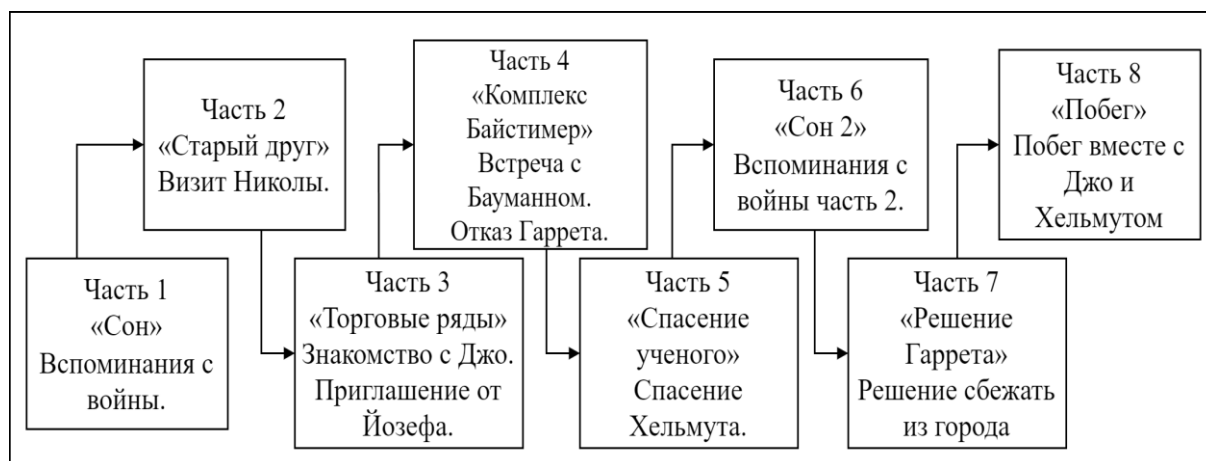 Часть 1
«Сон»
Вспоминания с
войны.
Часть 2
«Старый друг»
Визит Николы.
Часть 3
«Торговые ряды»
Знакомство с Джо.
Приглашение от
Йозефа.
Часть 4
«Комплекс
Байстимер»
Встреча с
Бауманном.
Отказ Гаррета.
Часть 5
«Спасение
ученого»
Спасение
Хельмута.
Часть 6
«Сон 2»
Вспоминания с
войны часть 2.
Часть 7
«Решение
Гаррета»
Решение сбежать
из города
Часть 8
«Побег»
Побег вместе с
Джо и
Хельмутом